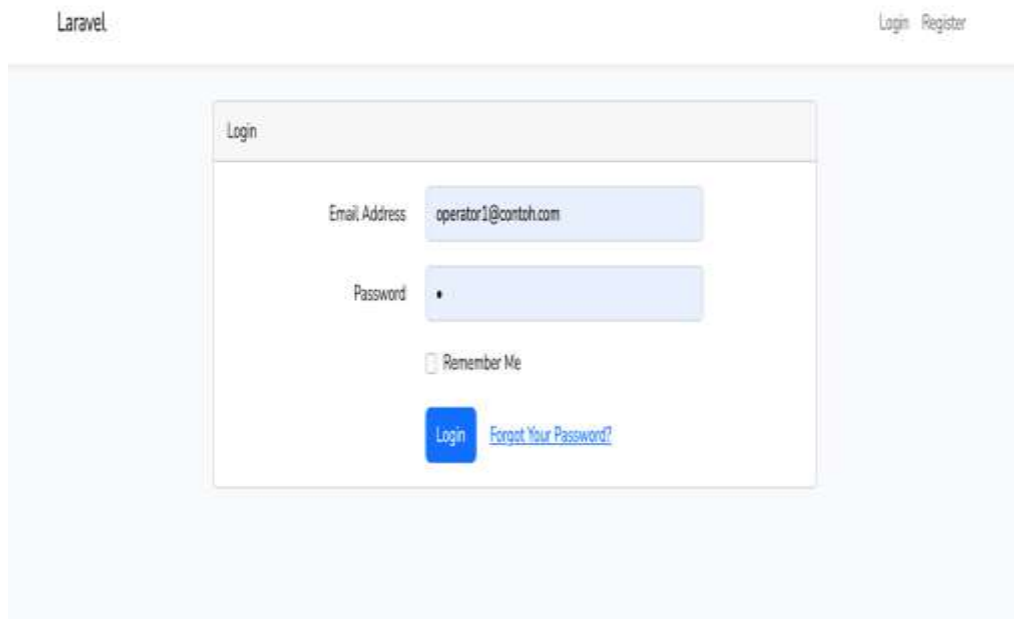 Laravel
Login Register
Login
Email Address operator1@contoh.com
Password •
Remember Me
Login Forgot Your Password?